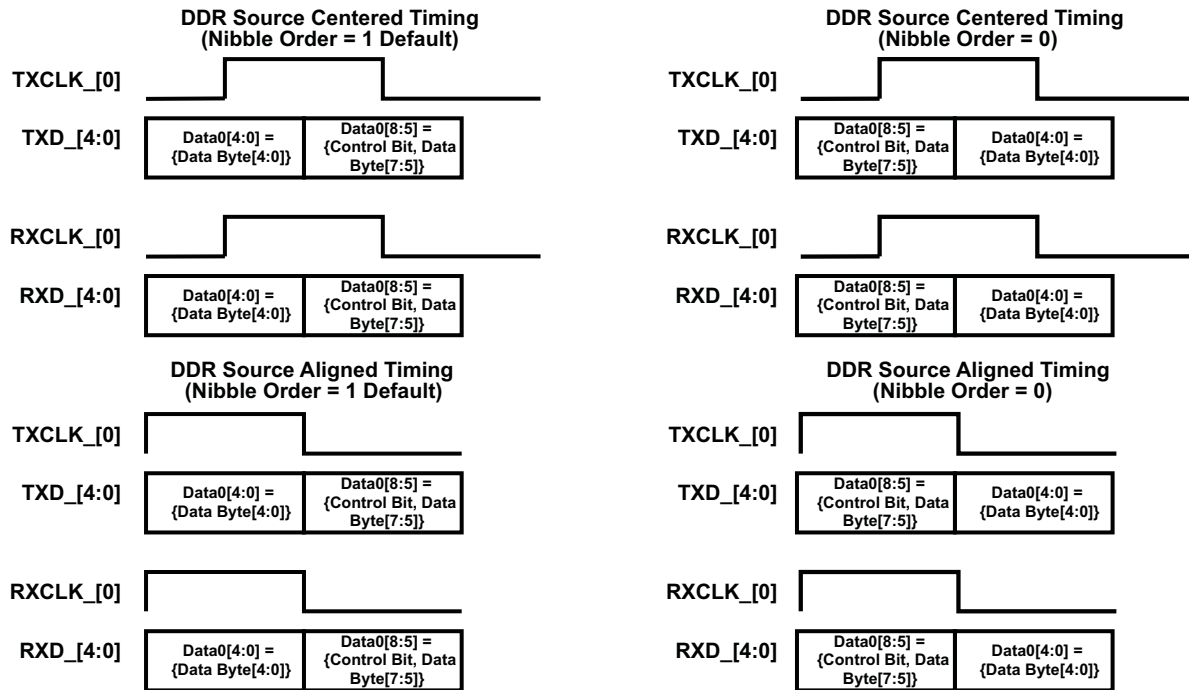 DDR Source Centered Timing
(Nibble Order = 1 Default)
TXCLK_[0]
TXD_[4:0]
Data0[4:0] =
{Data Byte[4:0]}
Data0[8:5] =
{Control Bit, Data
Byte[7:5]}
RXCLK_[0]
RXD_[4:0]
Data0[4:0] =
{Data Byte[4:0]}
Data0[8:5] =
{Control Bit, Data
Byte[7:5]}
DDR Source Centered Timing
(Nibble Order = 0)
TXCLK_[0]
TXD_[4:0]
Data0[8:5] =
{Control Bit, Data
Byte[7:5]}
Data0[4:0] =
{Data Byte[4:0]}
RXCLK_[0]
RXD_[4:0]
Data0[8:5] =
{Control Bit, Data
Byte[7:5]}
Data0[4:0] =
{Data Byte[4:0]}
DDR Source Aligned Timing
(Nibble Order = 1 Default)
TXCLK_[0]
TXD_[4:0]
Data0[4:0] =
{Data Byte[4:0]}
Data0[8:5] =
{Control Bit, Data
Byte[7:5]}
RXCLK_[0]
RXD_[4:0]
Data0[4:0] =
{Data Byte[4:0]}
Data0[8:5] =
{Control Bit, Data
Byte[7:5]}
DDR Source Aligned Timing
(Nibble Order = 0)
TXCLK_[0]
TXD_[4:0]
Data0[8:5] =
{Control Bit, Data
Byte[7:5]}
Data0[4:0] =
{Data Byte[4:0]}
RXCLK_[0]
RXD_[4:0]
Data0[8:5] =
{Control Bit, Data
Byte[7:5]}
Data0[4:0] =
{Data Byte[4:0]}